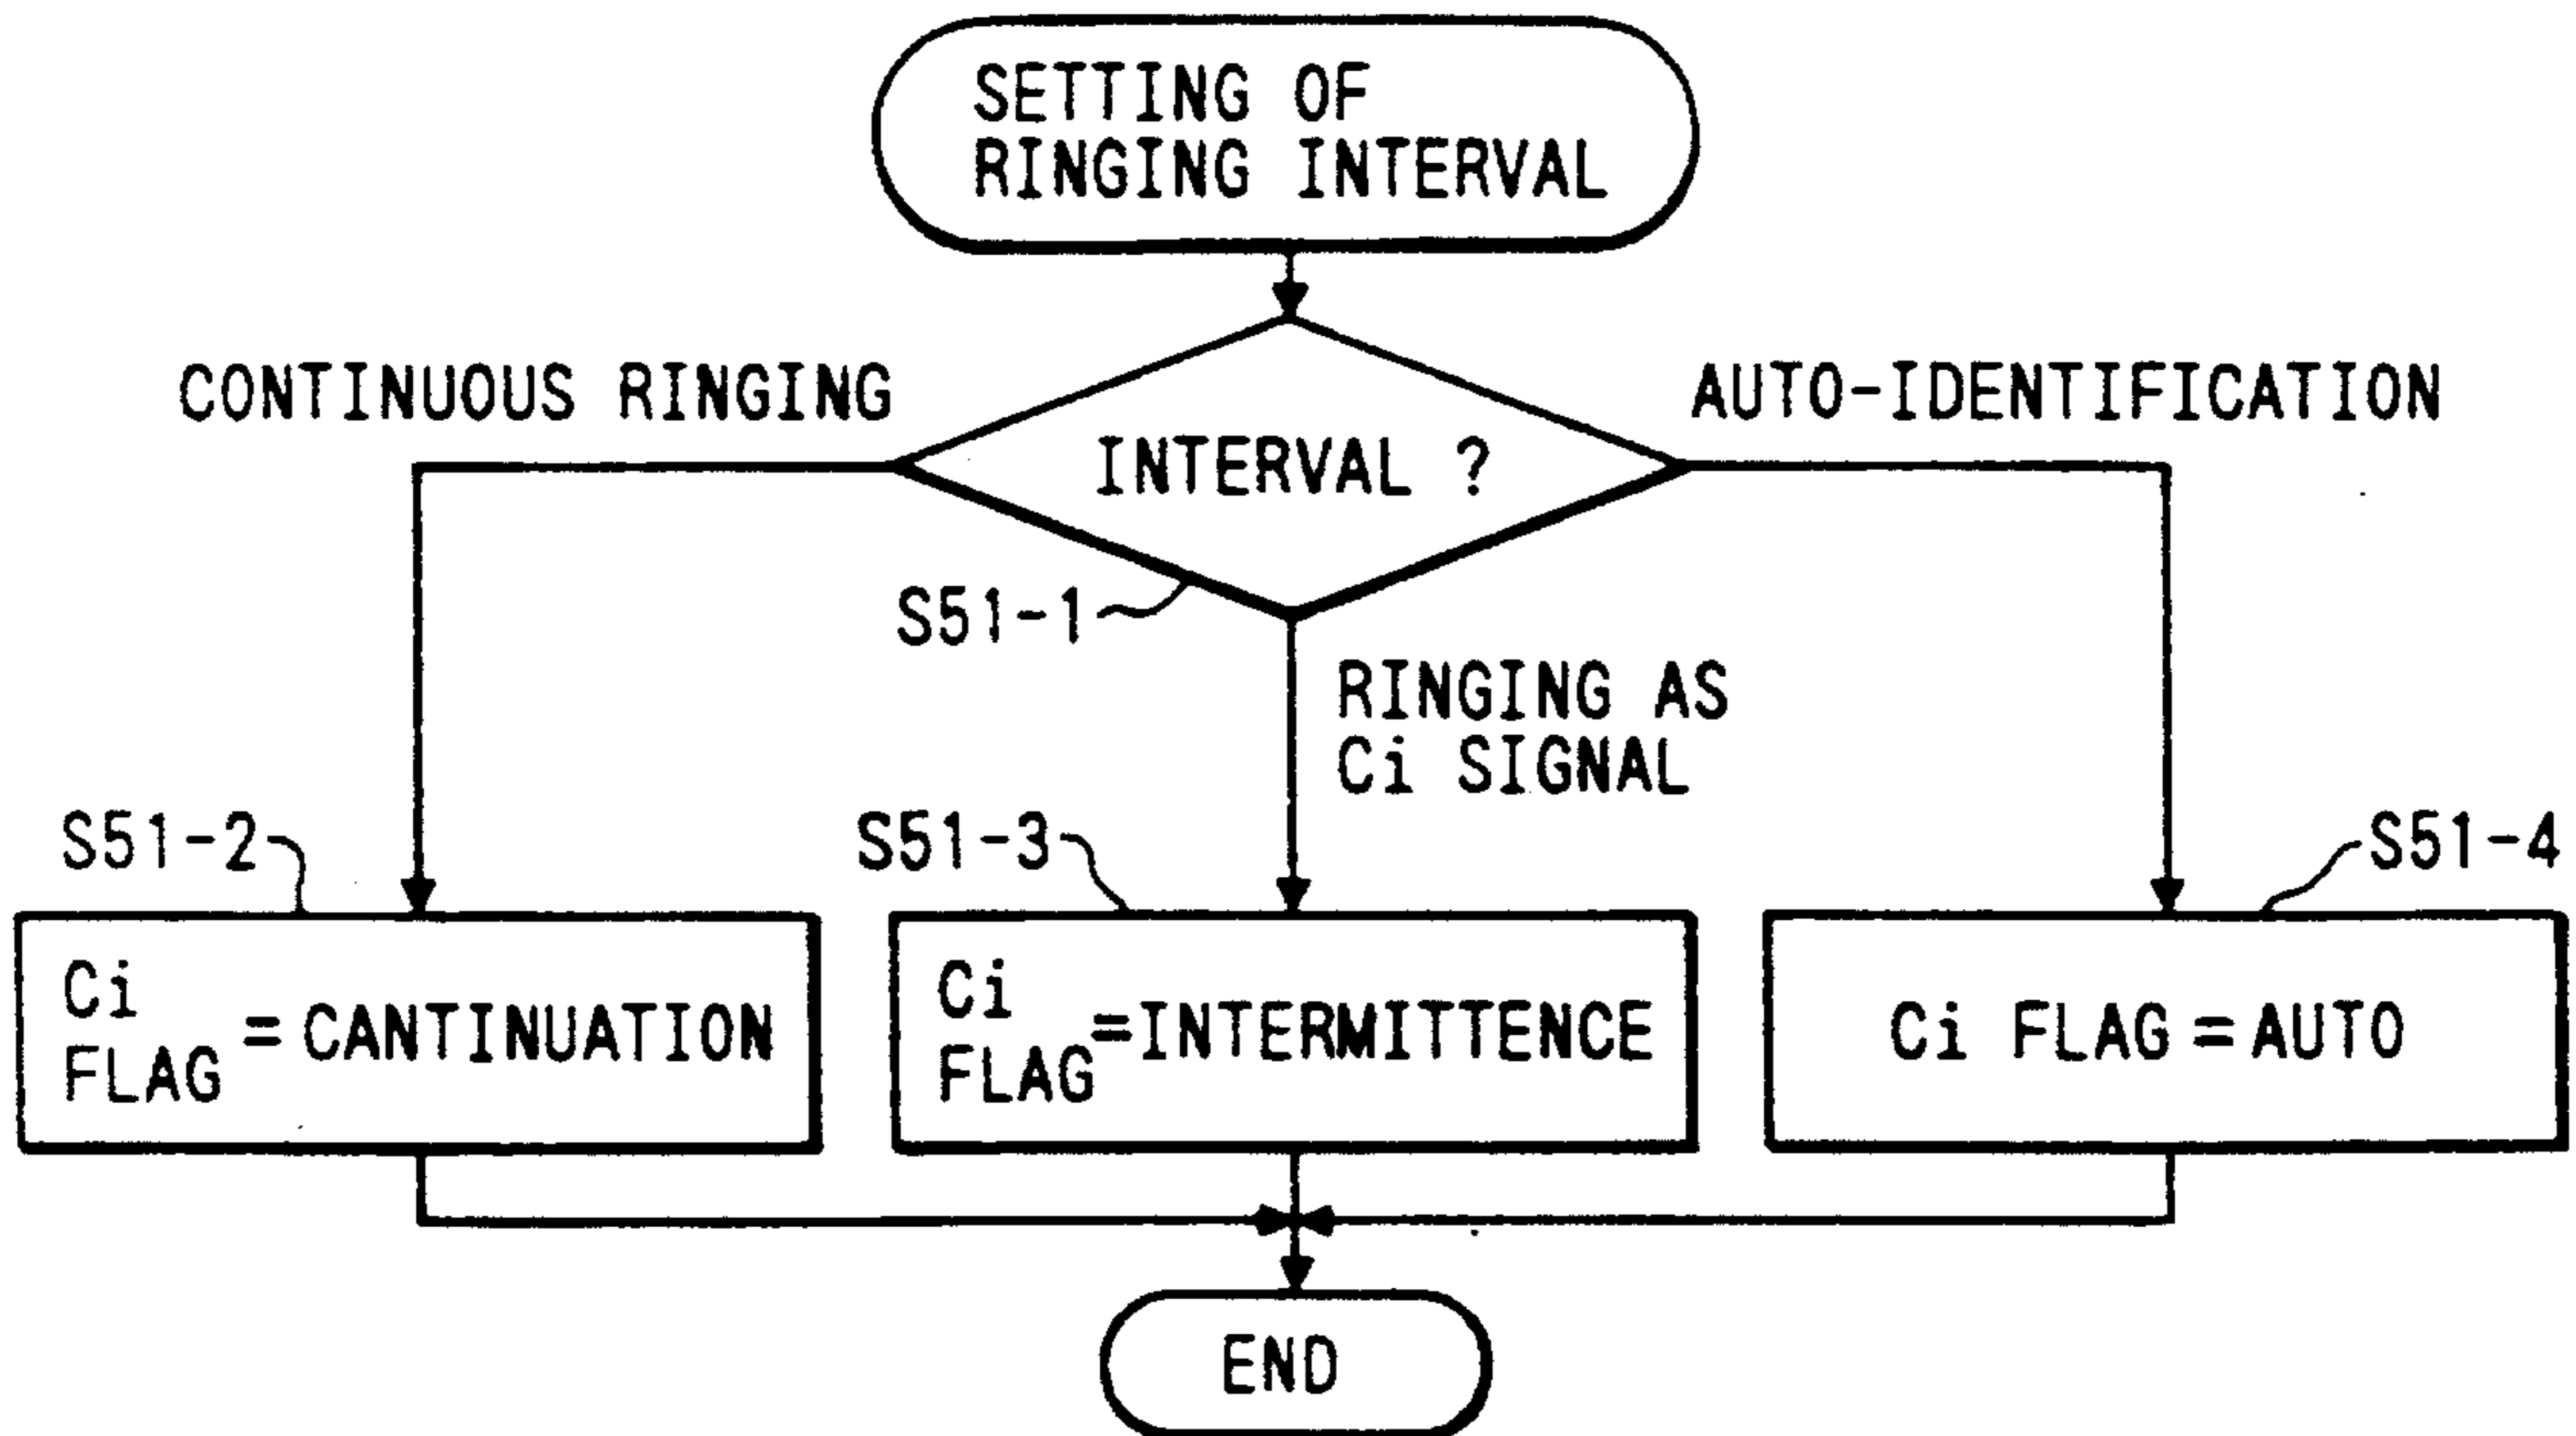 SETTING OF
RINGING INTERVAL
CONTINUOUS RINGING
INTERVAL ?
AUTO-IDENTIFICATION
S51-1
RINGING AS
Ci SIGNAL
S51-2
S51-3
S51-4
Ci
FLAG = CANTINUATION
Ci
FLAG =INTERMITTENCE
Ci FLAG = AUTO
END